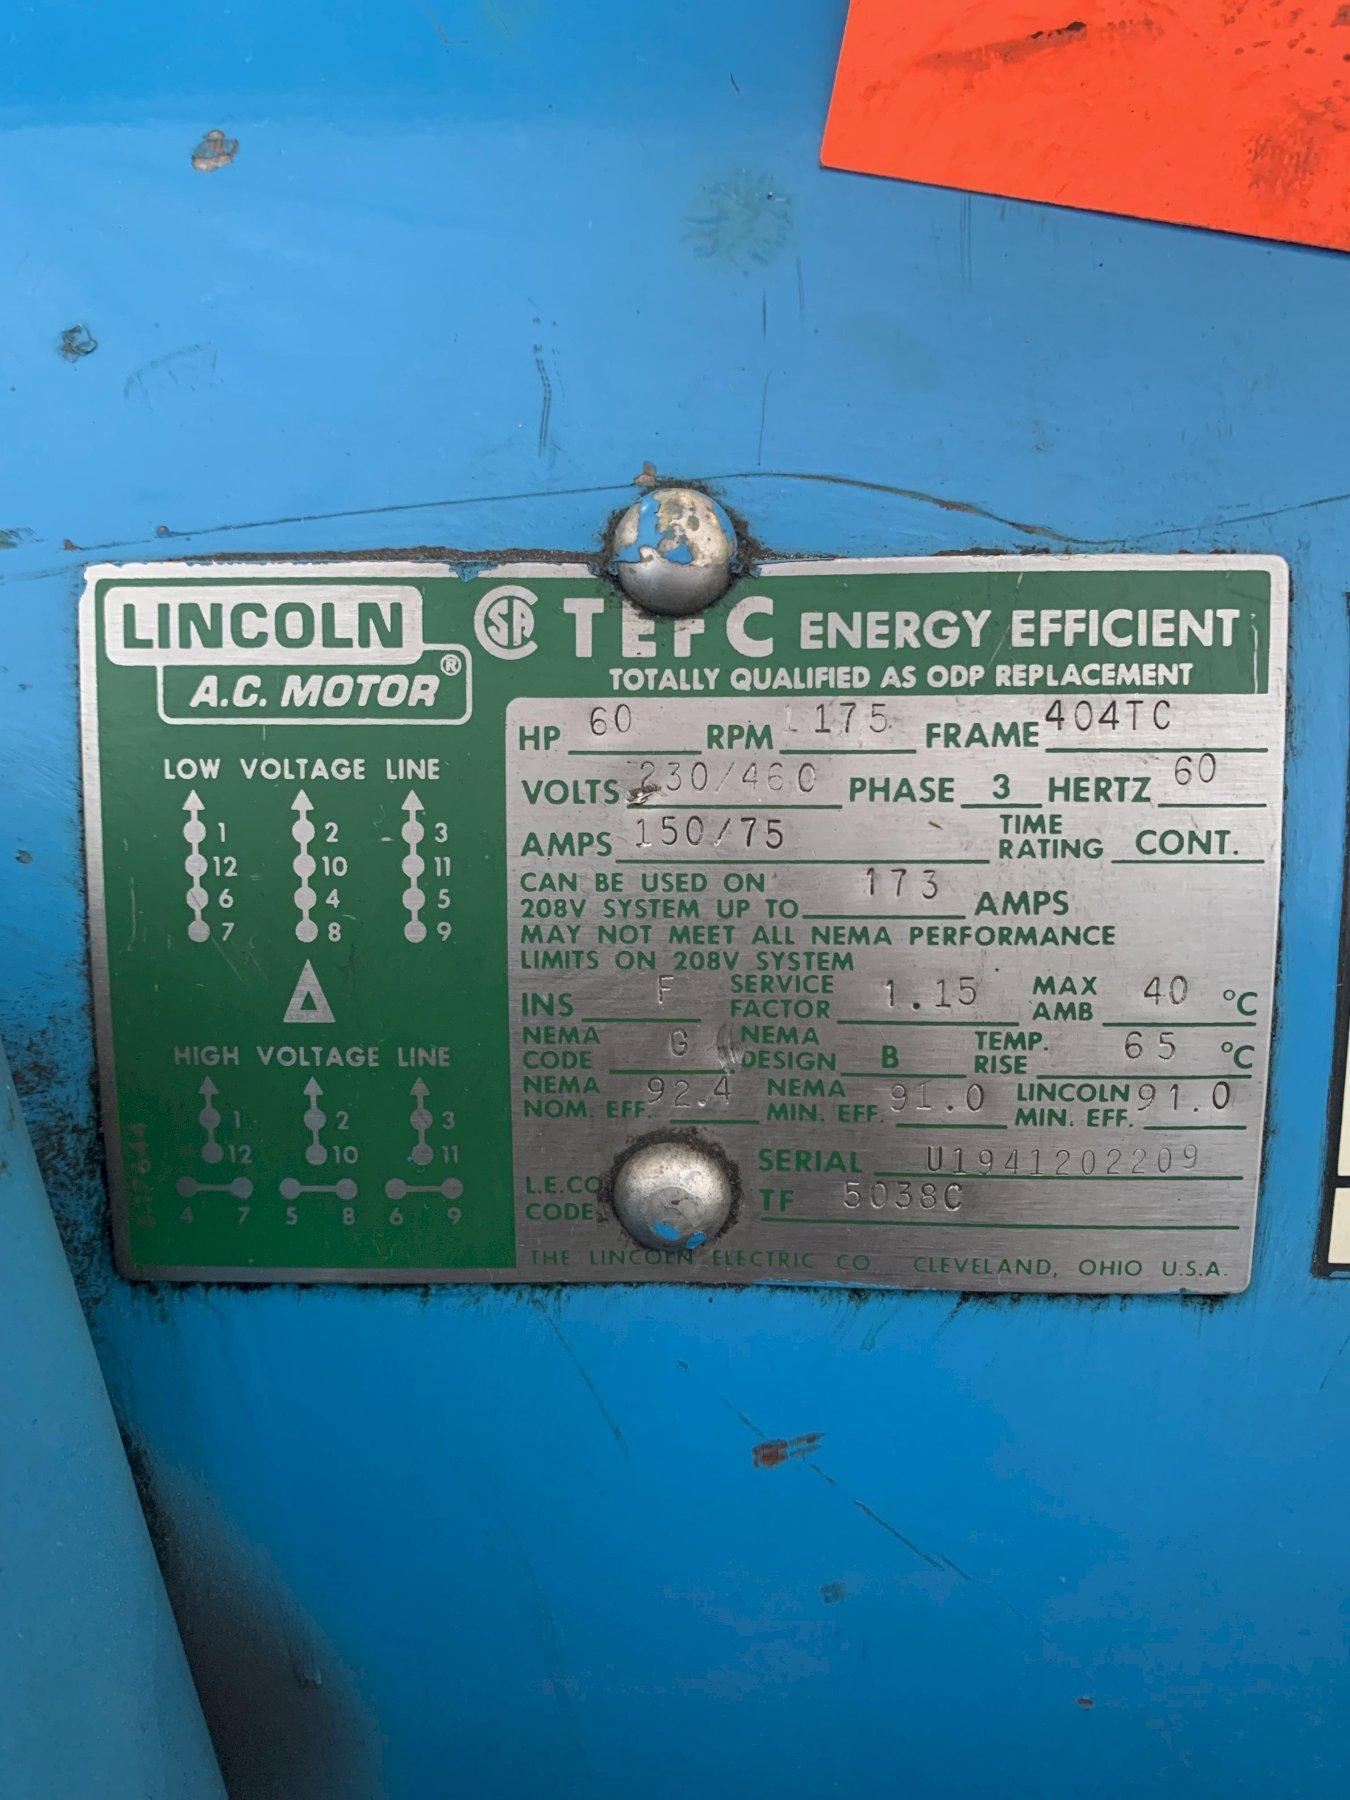 LINCOLN
A.C. MOTOR®
CSA TEFC ENERGY EFFICIENT
TOTALLY QUALIFIED AS ODP REPLACEMENT
LOW VOLTAGE LINE
1 2 3
12 10 11
6 4 5
7 8 9
HIGH VOLTAGE LINE
1 2 3
12 10 11
4 7 5 8 6 9
HP 60 RPM 1175 FRAME 404TC
VOLTS 230/460 PHASE 3 HERTZ 60
AMPS 150/75 TIME RATING CONT.
CAN BE USED ON
208V SYSTEM UP TO 173 AMPS
MAY NOT MEET ALL NEMA PERFORMANCE
LIMITS ON 208V SYSTEM
INS F SERVICE FACTOR 1.15 MAX AMB 40 °C
NEMA CODE G NEMA DESIGN B TEMP. RISE 65 °C
NEMA NOM. EFF. 92.4 NEMA MIN. EFF. 91.0 LINCOLN MIN. EFF. 91.0
SERIAL U1941202209
L.E.CO. CODE TF 5038C
THE LINCOLN ELECTRIC CO CLEVELAND, OHIO U.S.A.